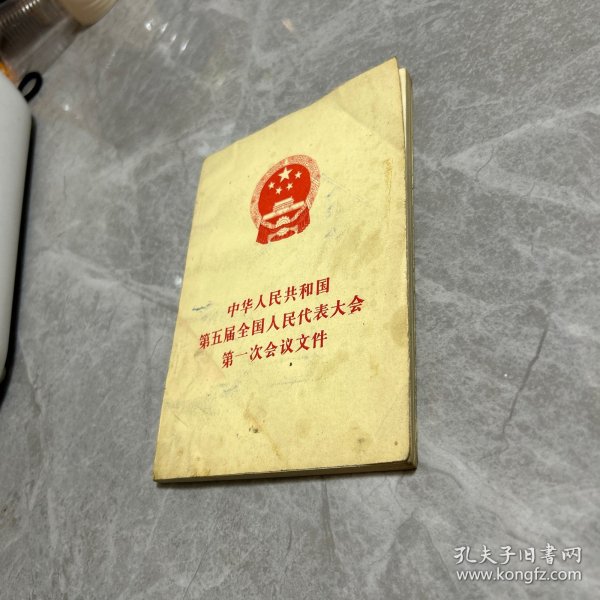 中华人民共和国
第五届全国人民代表大会
第一次会议文件
孔夫子旧书网
www.kongfz.com